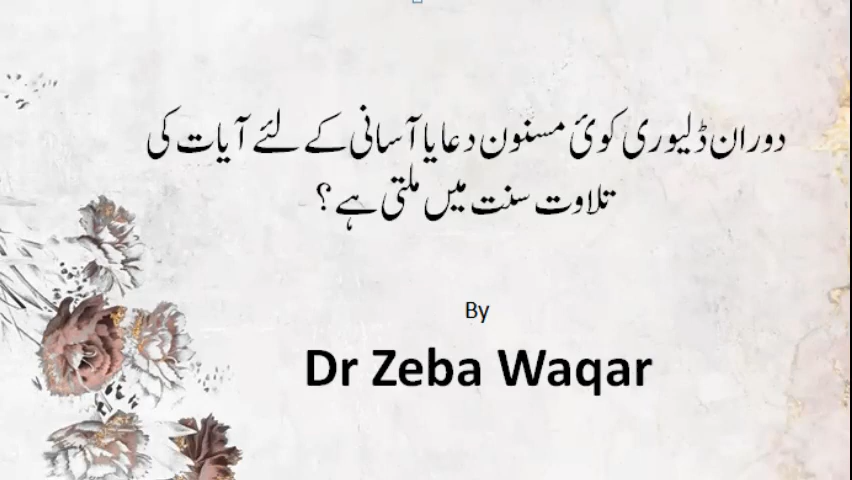 دوران ڈلیوری کوئ مسنون دعا یا آسانی کے لئے آیات کی
تلاوت سنت میں ملتی ہے ؟
By
Dr Zeba Waqar